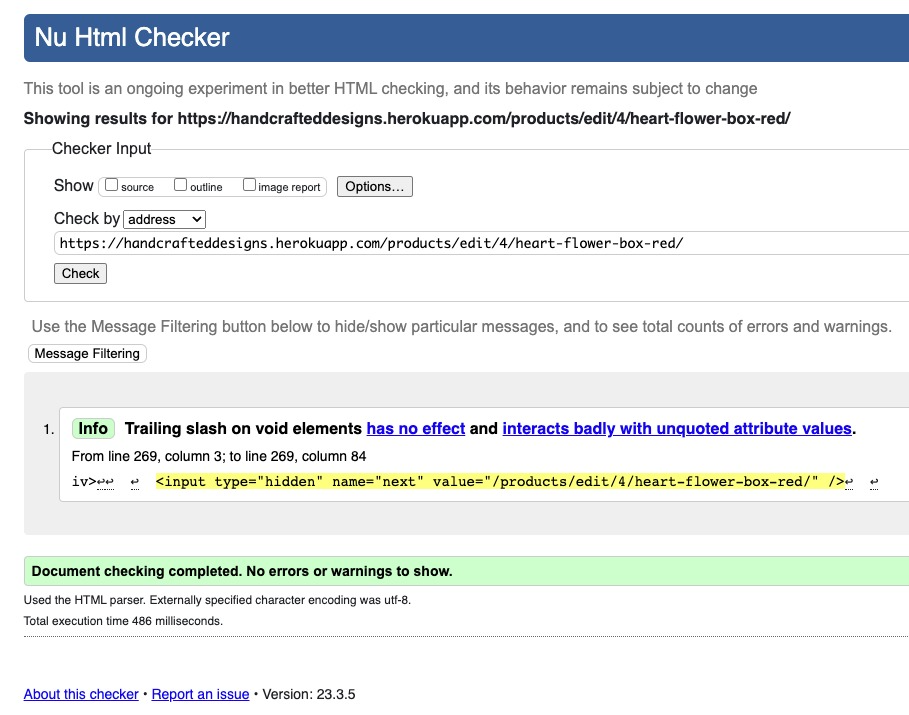 Nu Html Checker
This tool is an ongoing experiment in better HTML checking, and its behavior remains subject to change
Showing results for https://handcrafteddesigns.herokuapp.com/products/edit/4/heart-flower-box-red/
Checker Input
Show source outline image report Options...
Check by address
https://handcrafteddesigns.herokuapp.com/products/edit/4/heart-flower-box-red/
Check
Use the Message Filtering button below to hide/show particular messages, and to see total counts of errors and warnings.
Message Filtering
1. Info Trailing slash on void elements has no effect and interacts badly with unquoted attribute values.
From line 269, column 3; to line 269, column 84
iv>↩↩ ↩ <input type="hidden" name="next" value="/products/edit/4/heart-flower-box-red/" />↩ ↩
Document checking completed. No errors or warnings to show.
Used the HTML parser. Externally specified character encoding was utf-8.
Total execution time 486 milliseconds.
About this checker • Report an issue • Version: 23.3.5